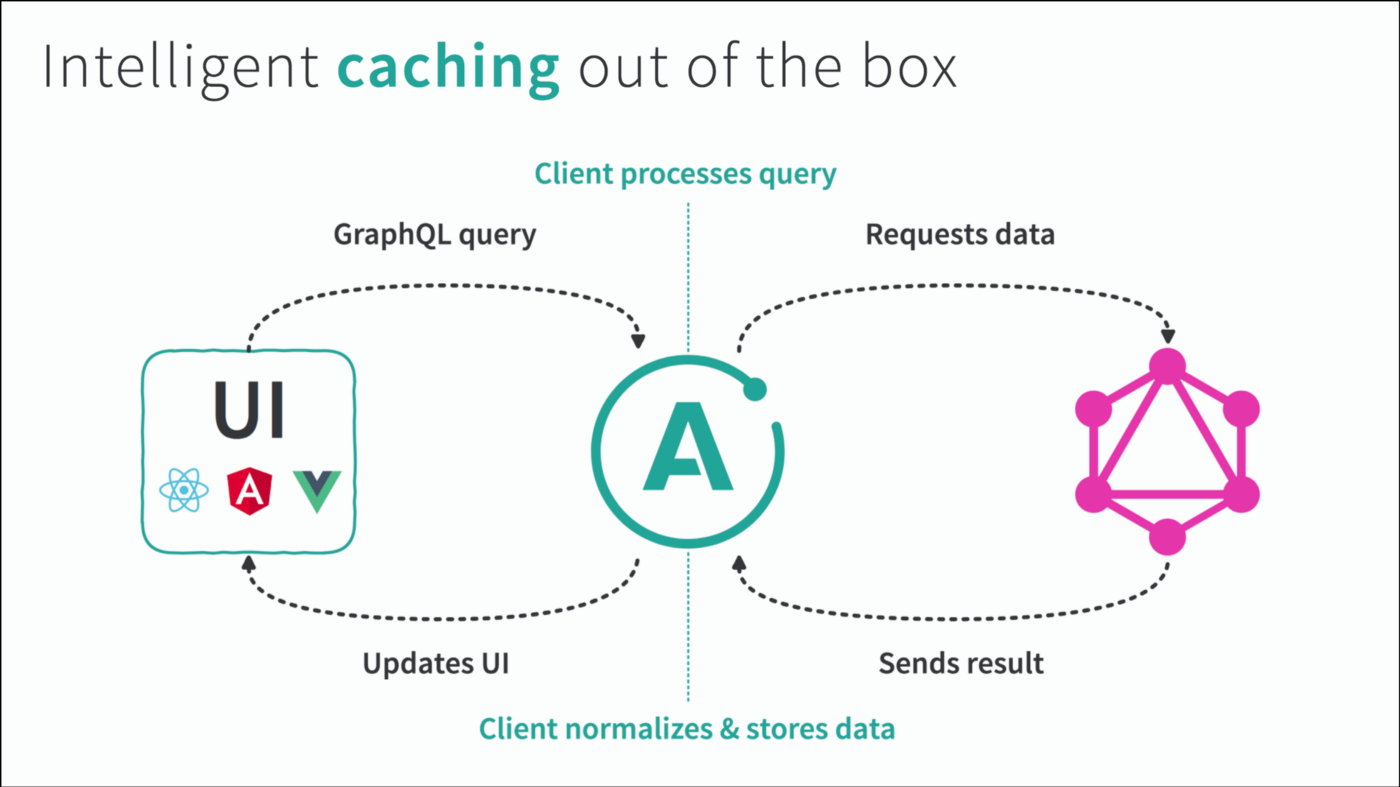 Intelligent caching out of the box
Client processes query
GraphQL query
Requests data
UI
A
A
Updates UI
Sends result
Client normalizes & stores data